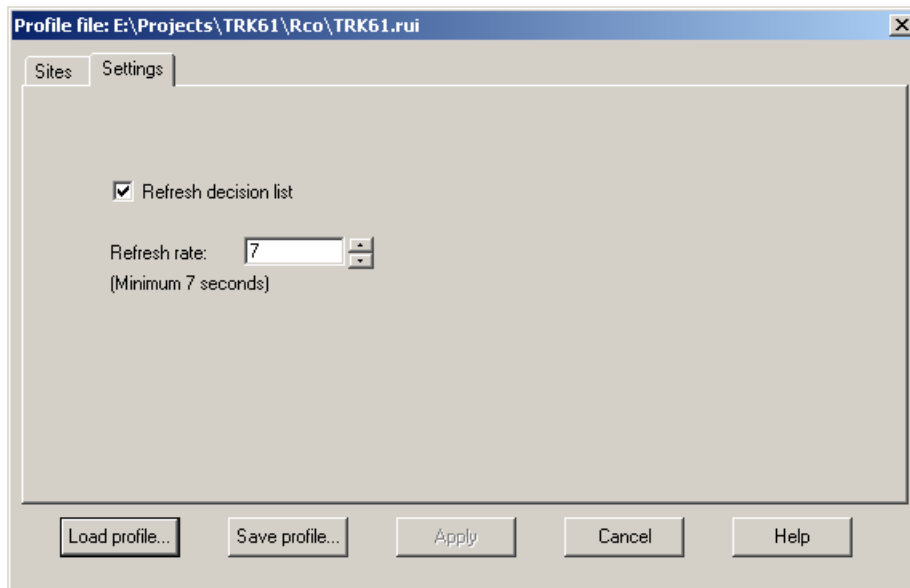 Profile file: E:\Projects\TRK61\Rco\TRK61.rui
Sites Settings
Refresh decision list
Refresh rate: 7
(Minimum 7 seconds)
Load profile... Save profile... Apply Cancel Help